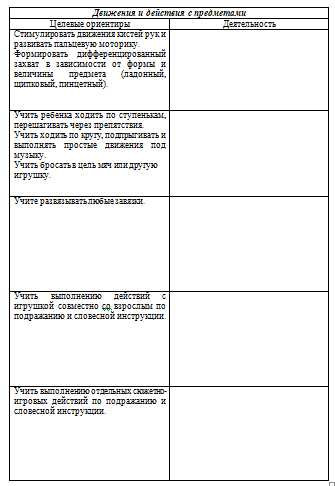 Движения и действия с предметами
Целевые ориентиры
Деятельность
Стимулировать движения кистей рук и
развивать пальцевую моторику.
Формировать дифференцированный
захват в зависимости от формы и
величины предмета (ладонный,
щипковый, пинцетный).
Учить ребенка ходить по ступенькам,
перешагивать через препятствия.
Учить ходить по кругу, подпрыгивать и
выполнять простые движения под
музыку.
Учить бросать в цель мяч или другую
игрушку.
Учите развязывать любые завязки.
Учить выполнению действий с
игрушкой совместно со взрослым по
подражанию и словесной инструкции.
Учить выполнению отдельных сюжетно-
игровых действий по подражанию и
словесной инструкции.